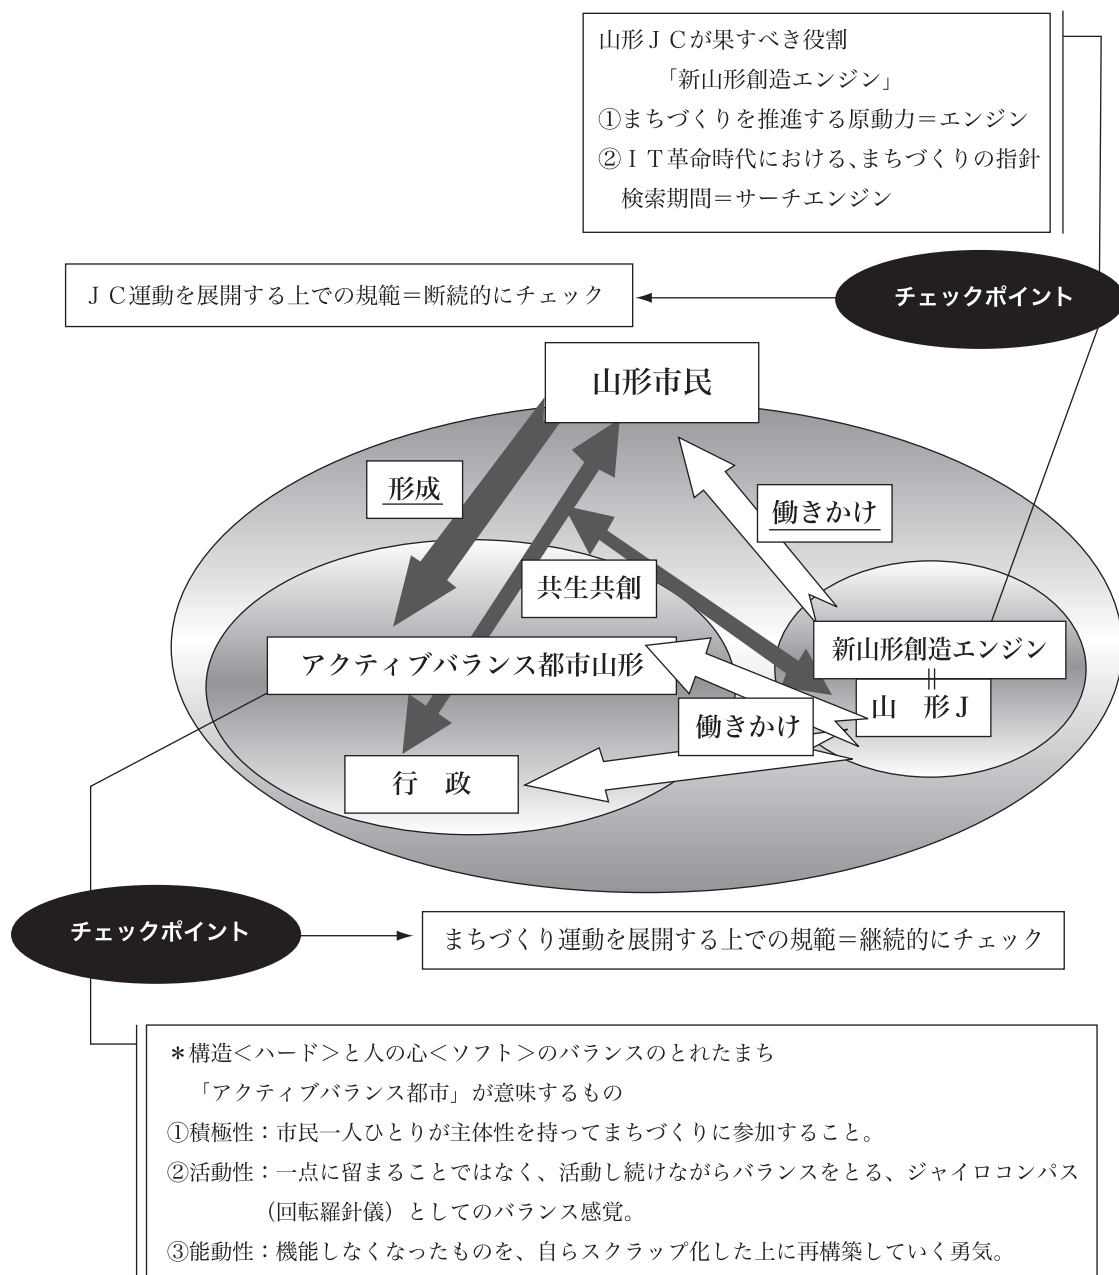 山形ＪＣが果すべき役割
「新山形創造エンジン」
①まちづくりを推進する原動力＝エンジン
②ＩＴ革命時代における、まちづくりの指針
検索期間＝サーチエンジン
ＪＣ運動を展開する上での規範＝断続的にチェック
チェックポイント
山形市民
形成
働きかけ
共生共創
新山形創造エンジン
アクティブバランス都市山形
＝
山　形Ｊ
働きかけ
行　政
チェックポイント
まちづくり運動を展開する上での規範＝継続的にチェック
＊構造＜ハード＞と人の心＜ソフト＞のバランスのとれたまち
「アクティブバランス都市」が意味するもの
①積極性：市民一人ひとりが主体性を持ってまちづくりに参加すること。
②活動性：一点に留まることではなく、活動し続けながらバランスをとる、ジャイロコンパス
（回転羅針儀）としてのバランス感覚。
③能動性：機能しなくなったものを、自らスクラップ化した上に再構築していく勇気。